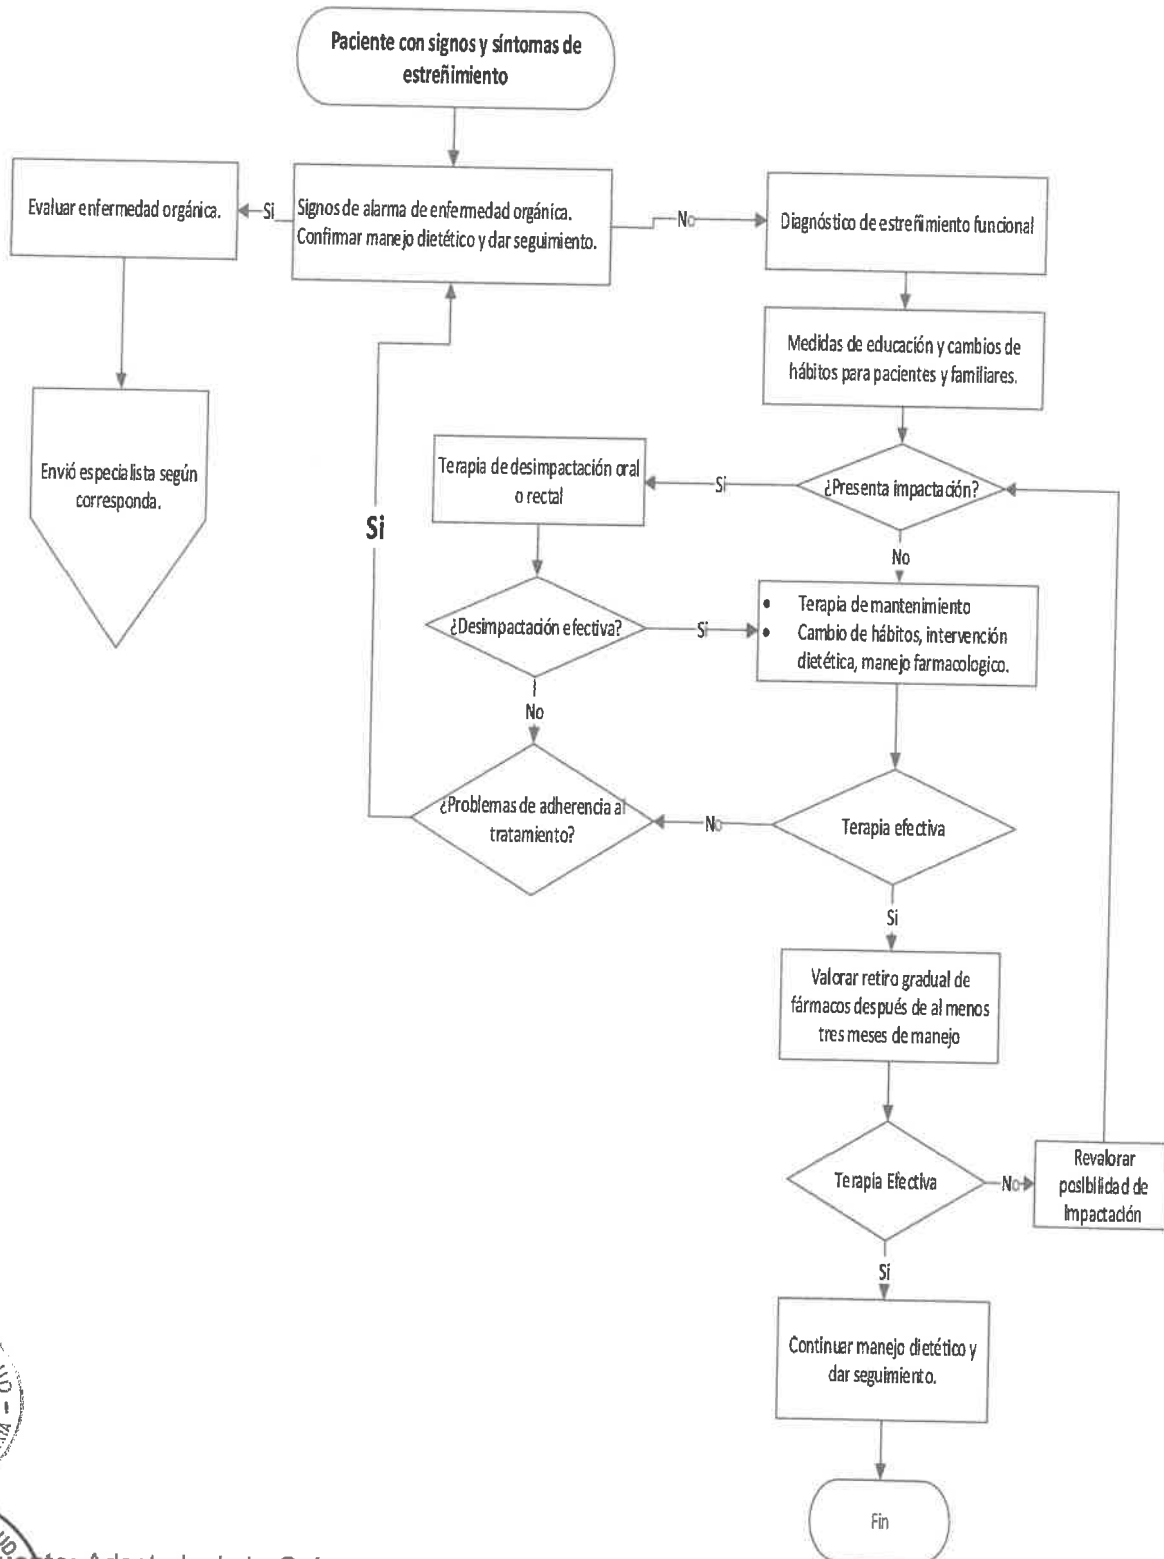 Paciente con signos y síntomas de
estreñimiento
Evaluar enfermedad orgánica.
Si
Signos de alarma de enfermedad orgánica.
Confirmar manejo dietético y dar seguimiento.
No
Diagnóstico de estreñimiento funcional
Medidas de educación y cambios de
hábitos para pacientes y familiares.
Envió especialista según
corresponda.
Terapia de desimpactación oral
o rectal
Si
¿Presenta impactación?
Si
No
¿Desimpactación efectiva?
Si
• Terapia de mantenimiento
• Cambio de hábitos, intervención
dietética, manejo farmacologico.
No
¿Problemas de adherencia al
tratamiento?
No
Terapia efectiva
Si
Valorar retiro gradual de
fármacos después de al menos
tres meses de manejo
Terapia Efectiva
No
Revalorar
posibilidad de
impactación
Si
Continuar manejo dietético y
dar seguimiento.
Fin